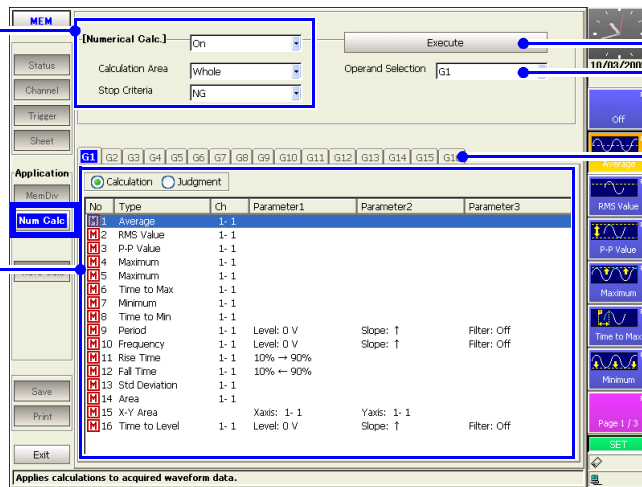 MEM
Status
Channel
Trigger
Sheet
Application
MemDiv
Num Calc
Save
Print
Exit
[Numerical Calc.] On
Calculation Area Whole
Stop Criteria NG
Execute
Operand Selection G1
G1 G2 G3 G4 G5 G6 G7 G8 G9 G10 G11 G12 G13 G14 G15 G16
Calculation Judgment
No Type Ch Parameter1 Parameter2 Parameter3
M 1 Average 1- 1
M 2 RMS Value 1- 1
M 3 P-P Value 1- 1
M 4 Maximum 1- 1
M 5 Maximum 1- 1
M 6 Time to Max 1- 1
M 7 Minimum 1- 1
M 8 Time to Min 1- 1
M 9 Period 1- 1 Level: 0 V Slope: ↑ Filter: Off
M 10 Frequency 1- 1 Level: 0 V Slope: ↑ Filter: Off
M 11 Rise Time 1- 1 10% → 90%
M 12 Fall Time 1- 1 10% ← 90%
M 13 Std Deviation 1- 1
M 14 Area 1- 1
M 15 X-Y Area Xaxis: 1- 1 Yaxis: 1- 1
M 16 Time to Level 1- 1 Level: 0 V Slope: ↑ Filter: Off
Applies calculations to acquired waveform data.
10/03/200
Off
Average
RMS Value
P-P Value
Maximum
Time to Max
Minimum
Page 1 / 3
SET